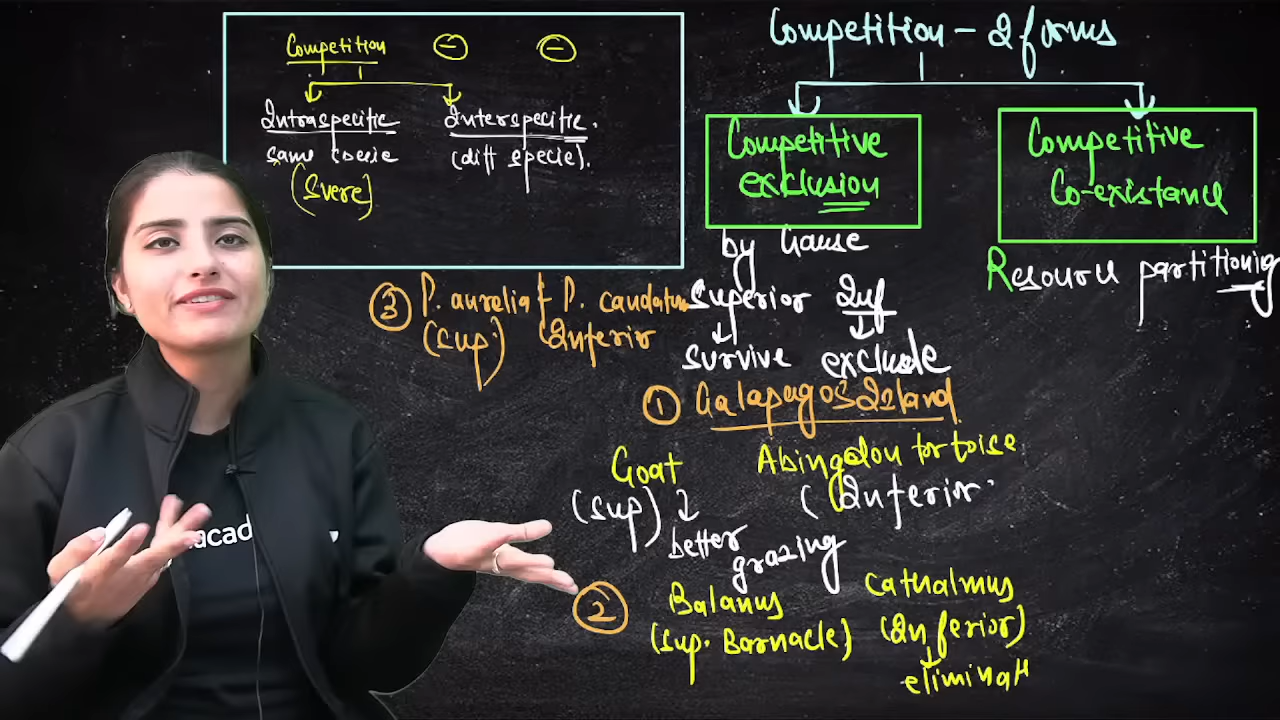 Competition - -
Intraspecific
same specie
(Svere)
Interspecific.
(diff specie).
Competition - 2 forms
Competitive
exclusion
by Gause
Superior Inf
survive exclude
Competitive
Co-existance
Resource partitioning
① Galapagos Island
Goat
(sup)
better
grazing
Abingdon tortoise
(Inferior.
② Balanus
(sup. Barnacle)
Cathalmus
(Inferior)
eliminat
③ P. aurelia & P. caudatum
(sup.) Inferir
acad